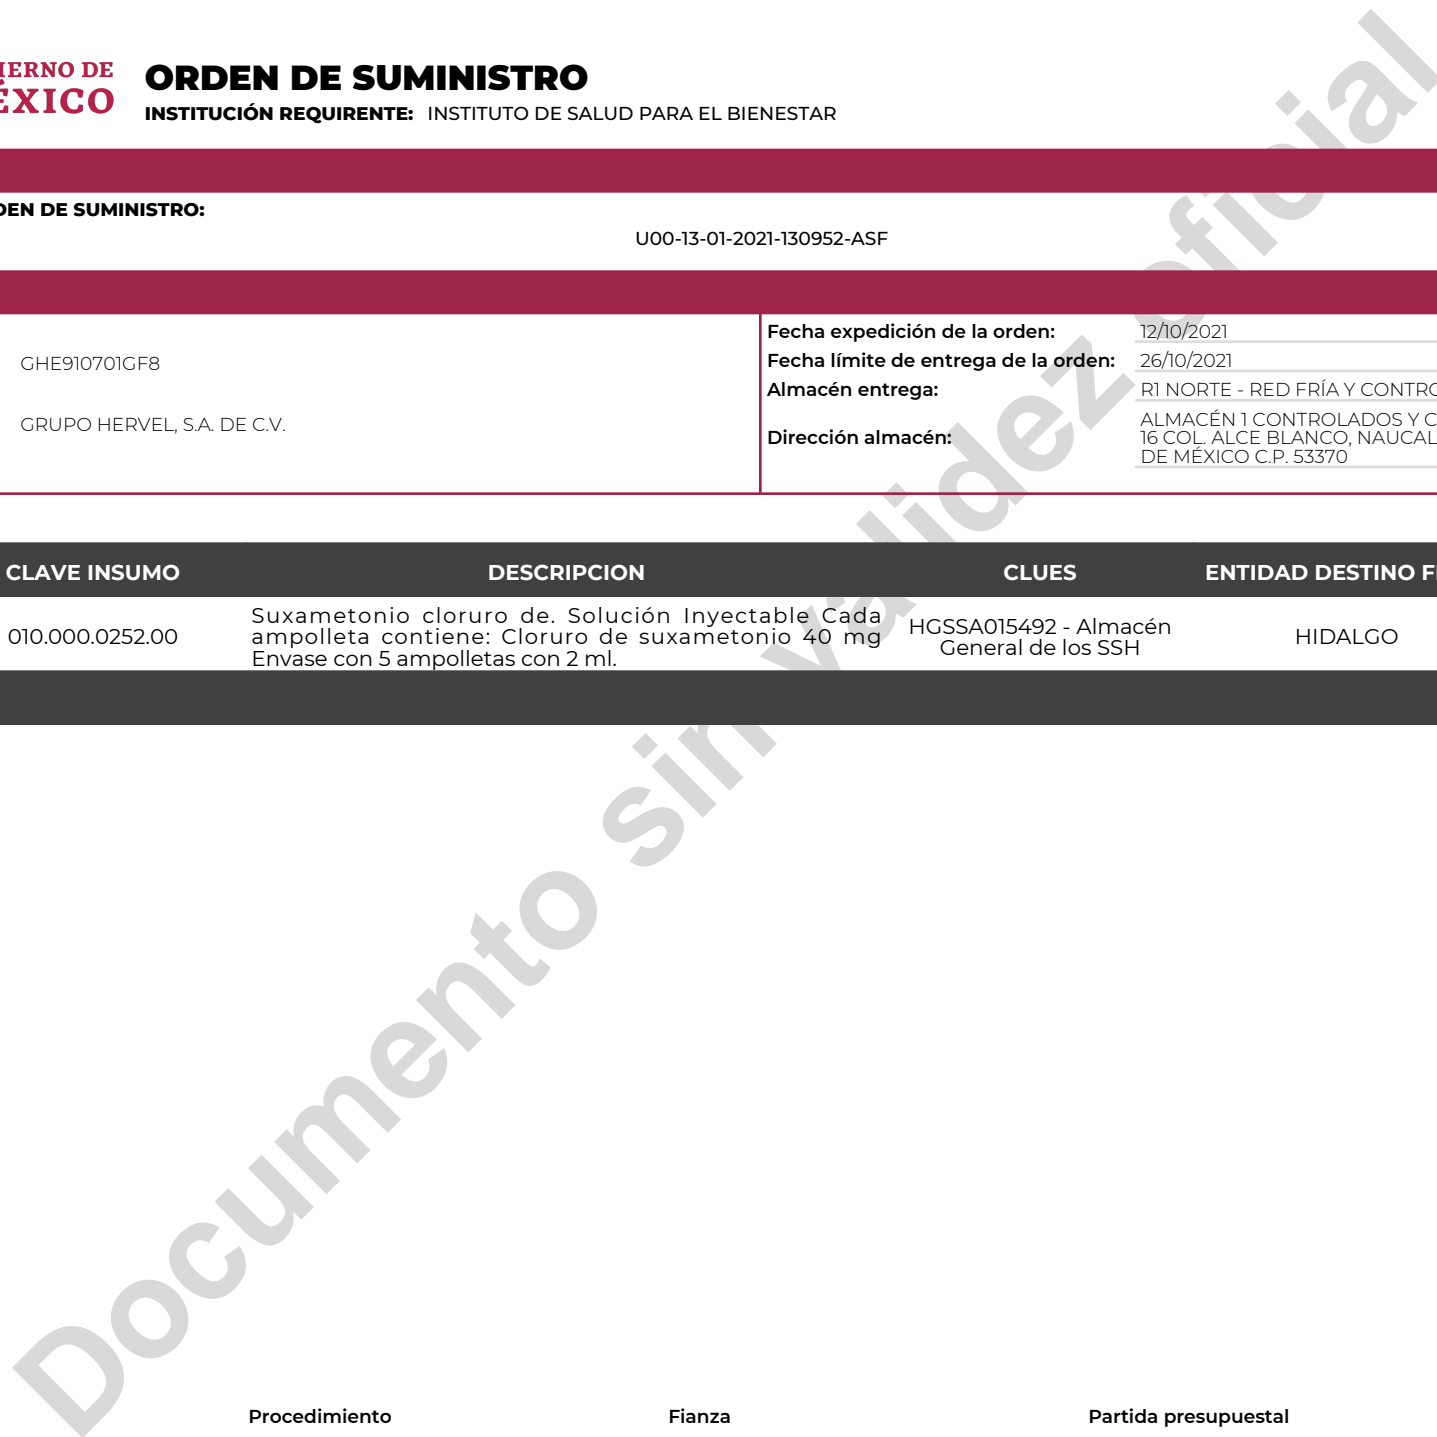 IERNO DE
ÉXICO
ORDEN DE SUMINISTRO
INSTITUCIÓN REQUIRENTE: INSTITUTO DE SALUD PARA EL BIENESTAR
DEN DE SUMINISTRO:
U00-13-01-2021-130952-ASF
GHE910701GF8
GRUPO HERVEL, S.A. DE C.V.
Fecha expedición de la orden: 12/10/2021
Fecha límite de entrega de la orden: 26/10/2021
Almacén entrega: R1 NORTE - RED FRÍA Y CONTRO
Dirección almacén: ALMACÉN 1 CONTROLADOS Y C
16 COL. ALCE BLANCO, NAUCAL
DE MÉXICO C.P. 53370
CLAVE INSUMO DESCRIPCION CLUES ENTIDAD DESTINO F
010.000.0252.00
Suxametonio cloruro de. Solución Inyectable Cada
ampolleta contiene: Cloruro de suxametonio 40 mg
Envase con 5 ampolletas con 2 ml.
HGSSA015492 - Almacén
General de los SSH
HIDALGO
Documento sin validez oficial
Procedimiento Fianza Partida presupuestal